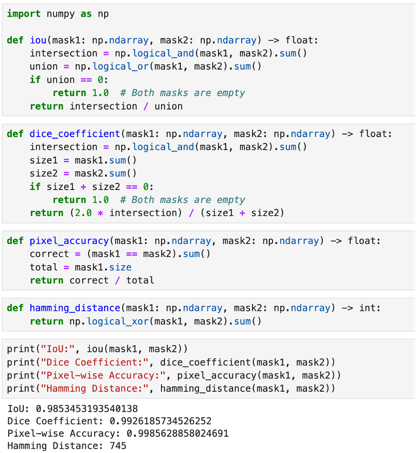 import numpy as np
def iou(mask1: np.ndarray, mask2: np.ndarray) -> float:
    intersection = np.logical_and(mask1, mask2).sum()
    union = np.logical_or(mask1, mask2).sum()
    if union == 0:
        return 1.0  # Both masks are empty
    return intersection / union
def dice_coefficient(mask1: np.ndarray, mask2: np.ndarray) -> float:
    intersection = np.logical_and(mask1, mask2).sum()
    size1 = mask1.sum()
    size2 = mask2.sum()
    if size1 + size2 == 0:
        return 1.0  # Both masks are empty
    return (2.0 * intersection) / (size1 + size2)
def pixel_accuracy(mask1: np.ndarray, mask2: np.ndarray) -> float:
    correct = (mask1 == mask2).sum()
    total = mask1.size
    return correct / total
def hamming_distance(mask1: np.ndarray, mask2: np.ndarray) -> int:
    return np.logical_xor(mask1, mask2).sum()
print("IoU:", iou(mask1, mask2))
print("Dice Coefficient:", dice_coefficient(mask1, mask2))
print("Pixel-wise Accuracy:", pixel_accuracy(mask1, mask2))
print("Hamming Distance:", hamming_distance(mask1, mask2))
IoU: 0.9853453193540138
Dice Coefficient: 0.9926185734526252
Pixel-wise Accuracy: 0.9985628858024691
Hamming Distance: 745